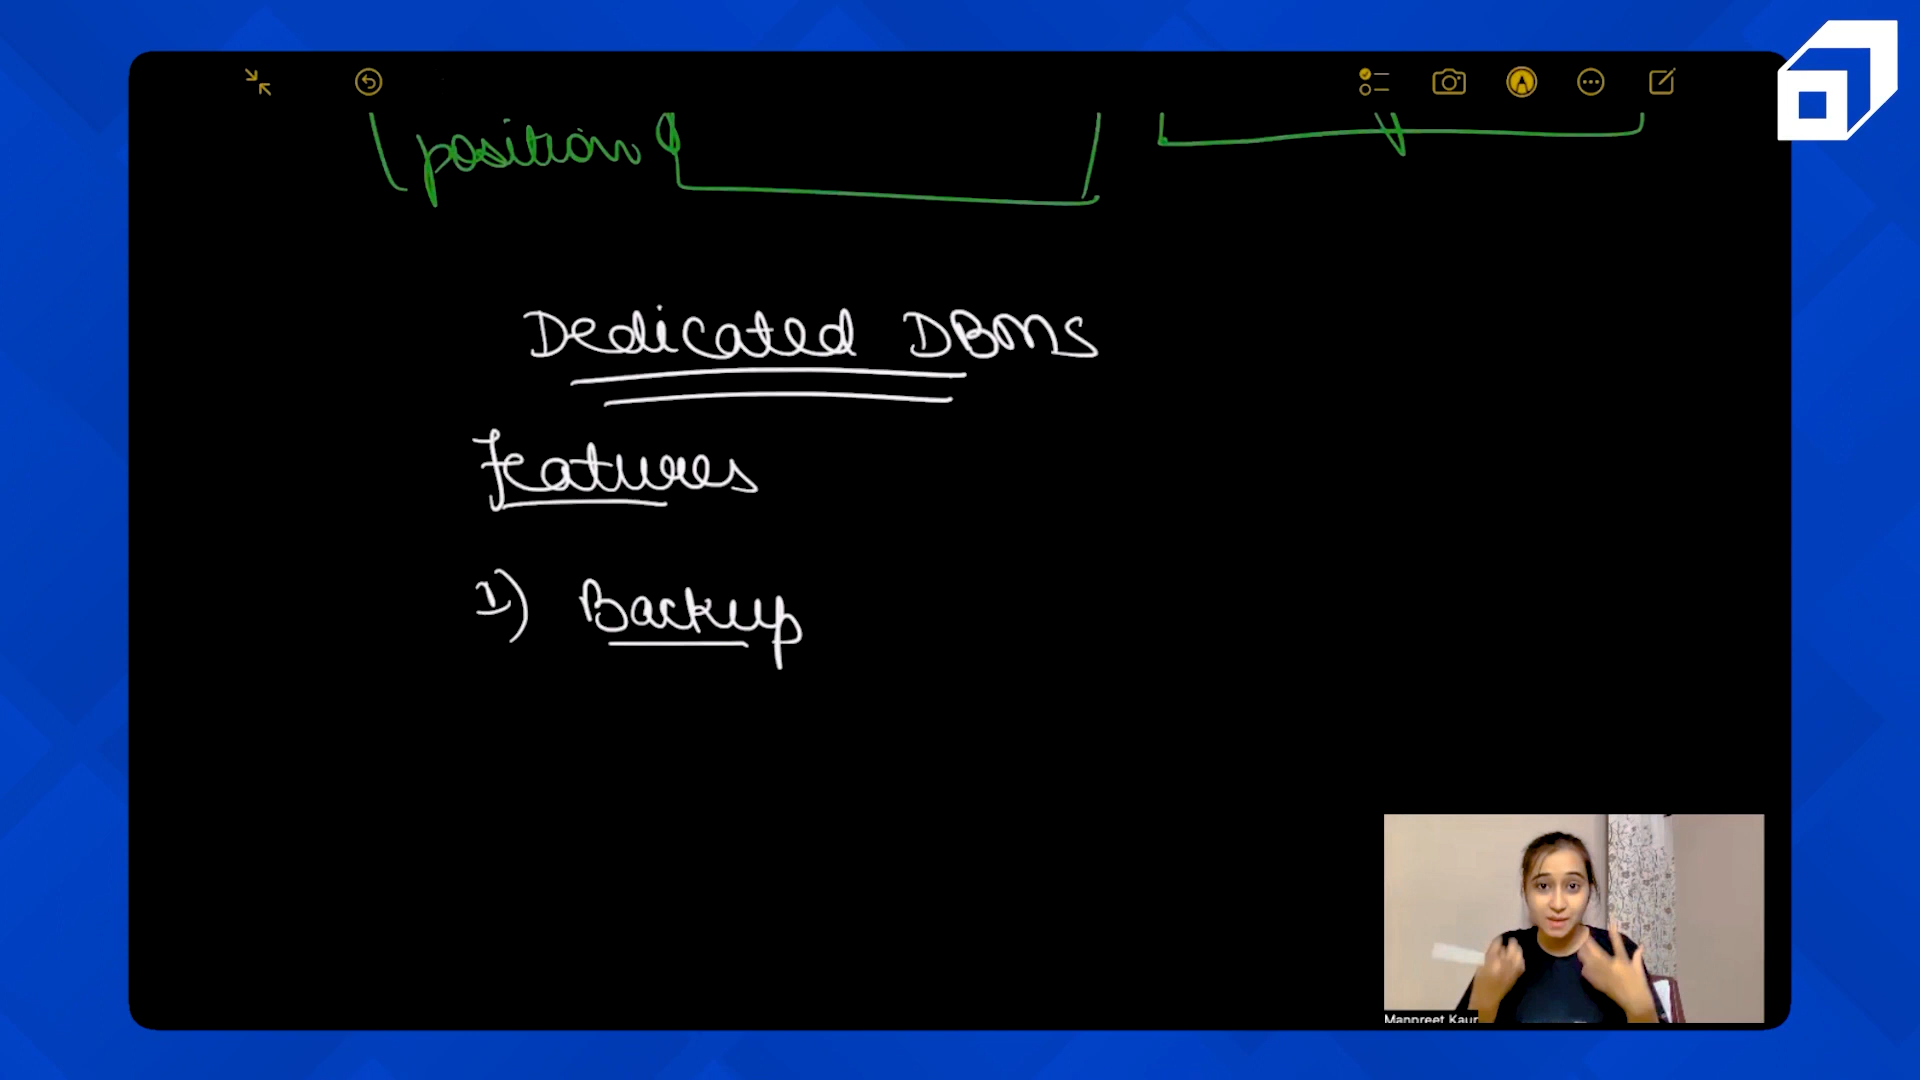 position
Dedicated DBMS
Features
1) Backup
Manpreet Kaur